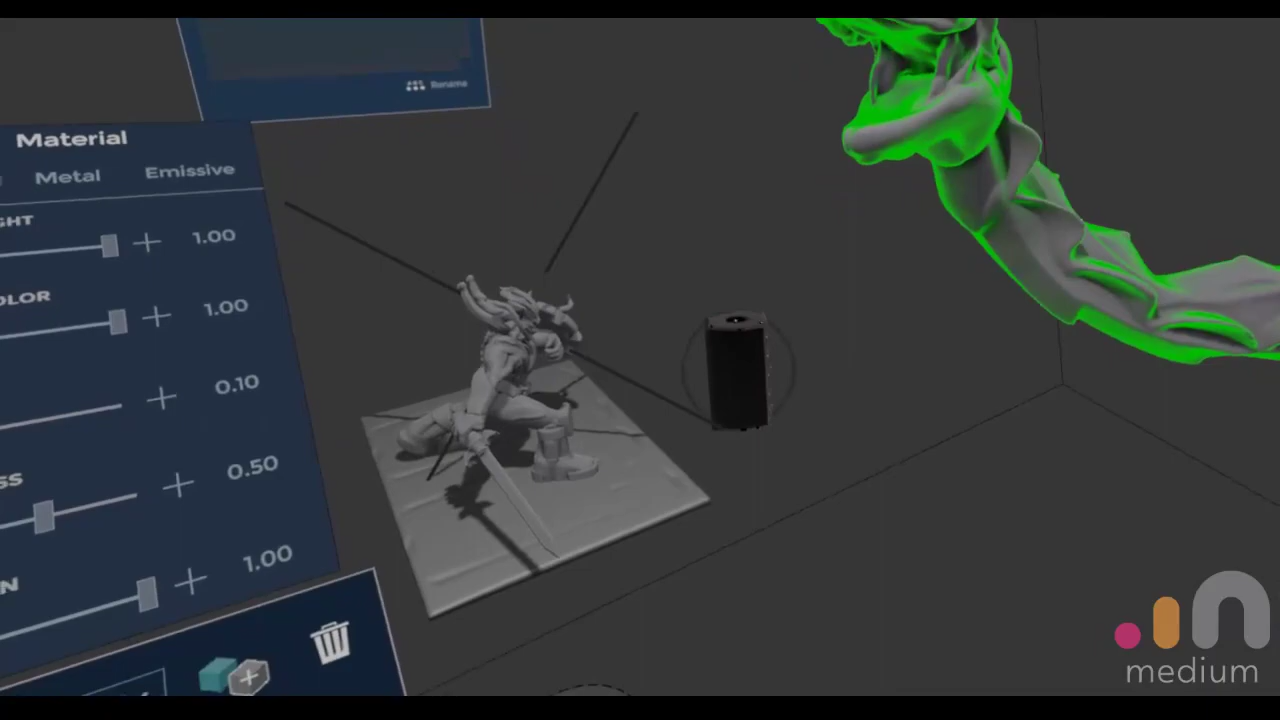 Rename
Material
Metal Emissive
GHT
1.00
OLOR
1.00
0.10
SS
0.50
N
1.00
medium